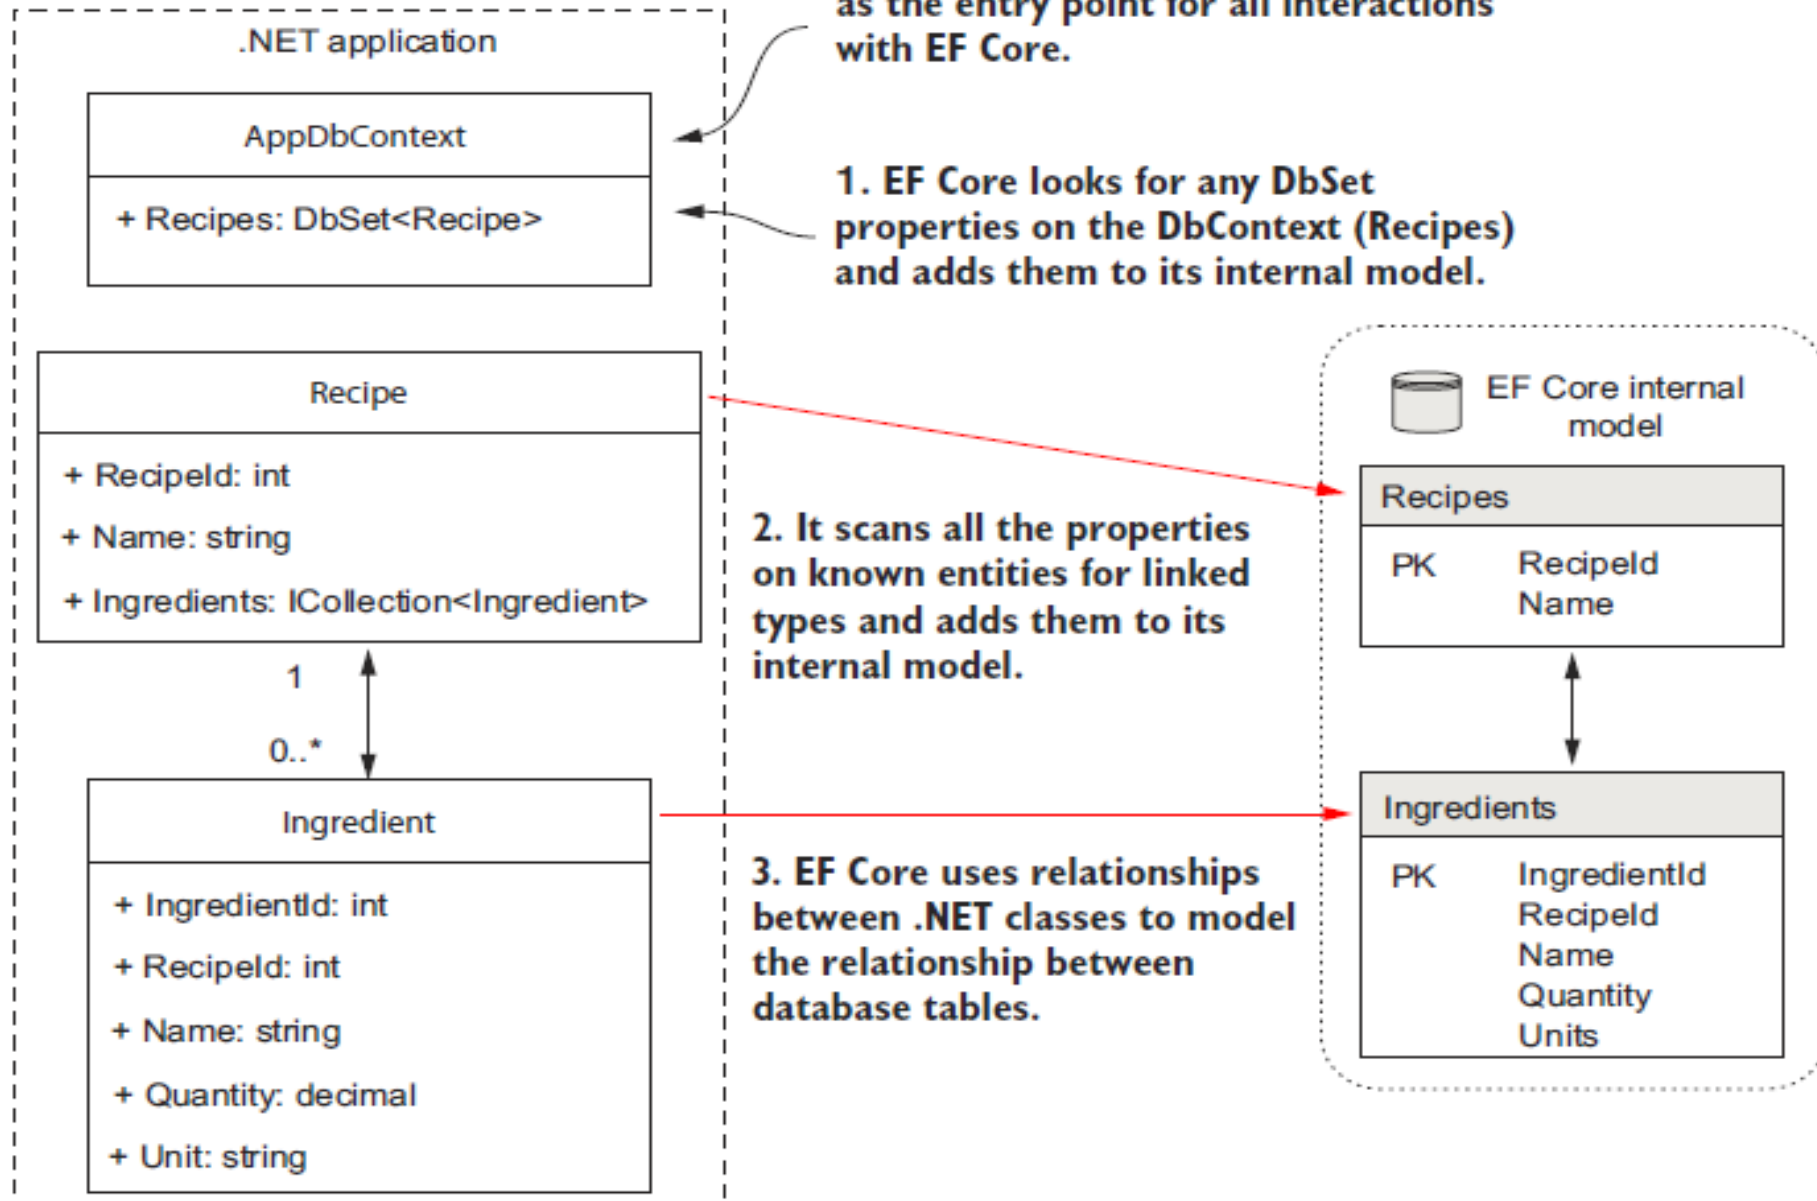 as the entry point for all interactions
with EF Core.
.NET application
AppDbContext
+ Recipes: DbSet<Recipe>
1. EF Core looks for any DbSet
properties on the DbContext (Recipes)
and adds them to its internal model.
Recipe
+ RecipeId: int
+ Name: string
+ Ingredients: ICollection<Ingredient>
1
0..*
Ingredient
+ IngredientId: int
+ RecipeId: int
+ Name: string
+ Quantity: decimal
+ Unit: string
2. It scans all the properties
on known entities for linked
types and adds them to its
internal model.
3. EF Core uses relationships
between .NET classes to model
the relationship between
database tables.
EF Core internal
model
Recipes
PK RecipeId
Name
Ingredients
PK IngredientId
RecipeId
Name
Quantity
Units